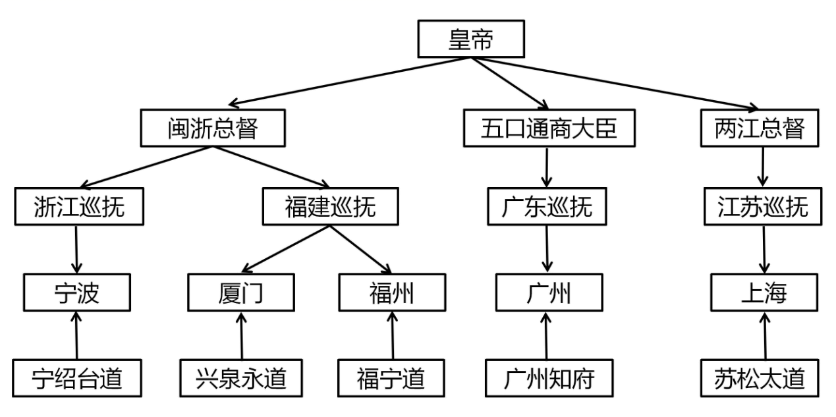 皇帝
闽浙总督
五口通商大臣
两江总督
浙江巡抚
福建巡抚
广东巡抚
江苏巡抚
宁波
厦门
福州
广州
上海
宁绍台道
兴泉永道
福宁道
广州知府
苏松太道